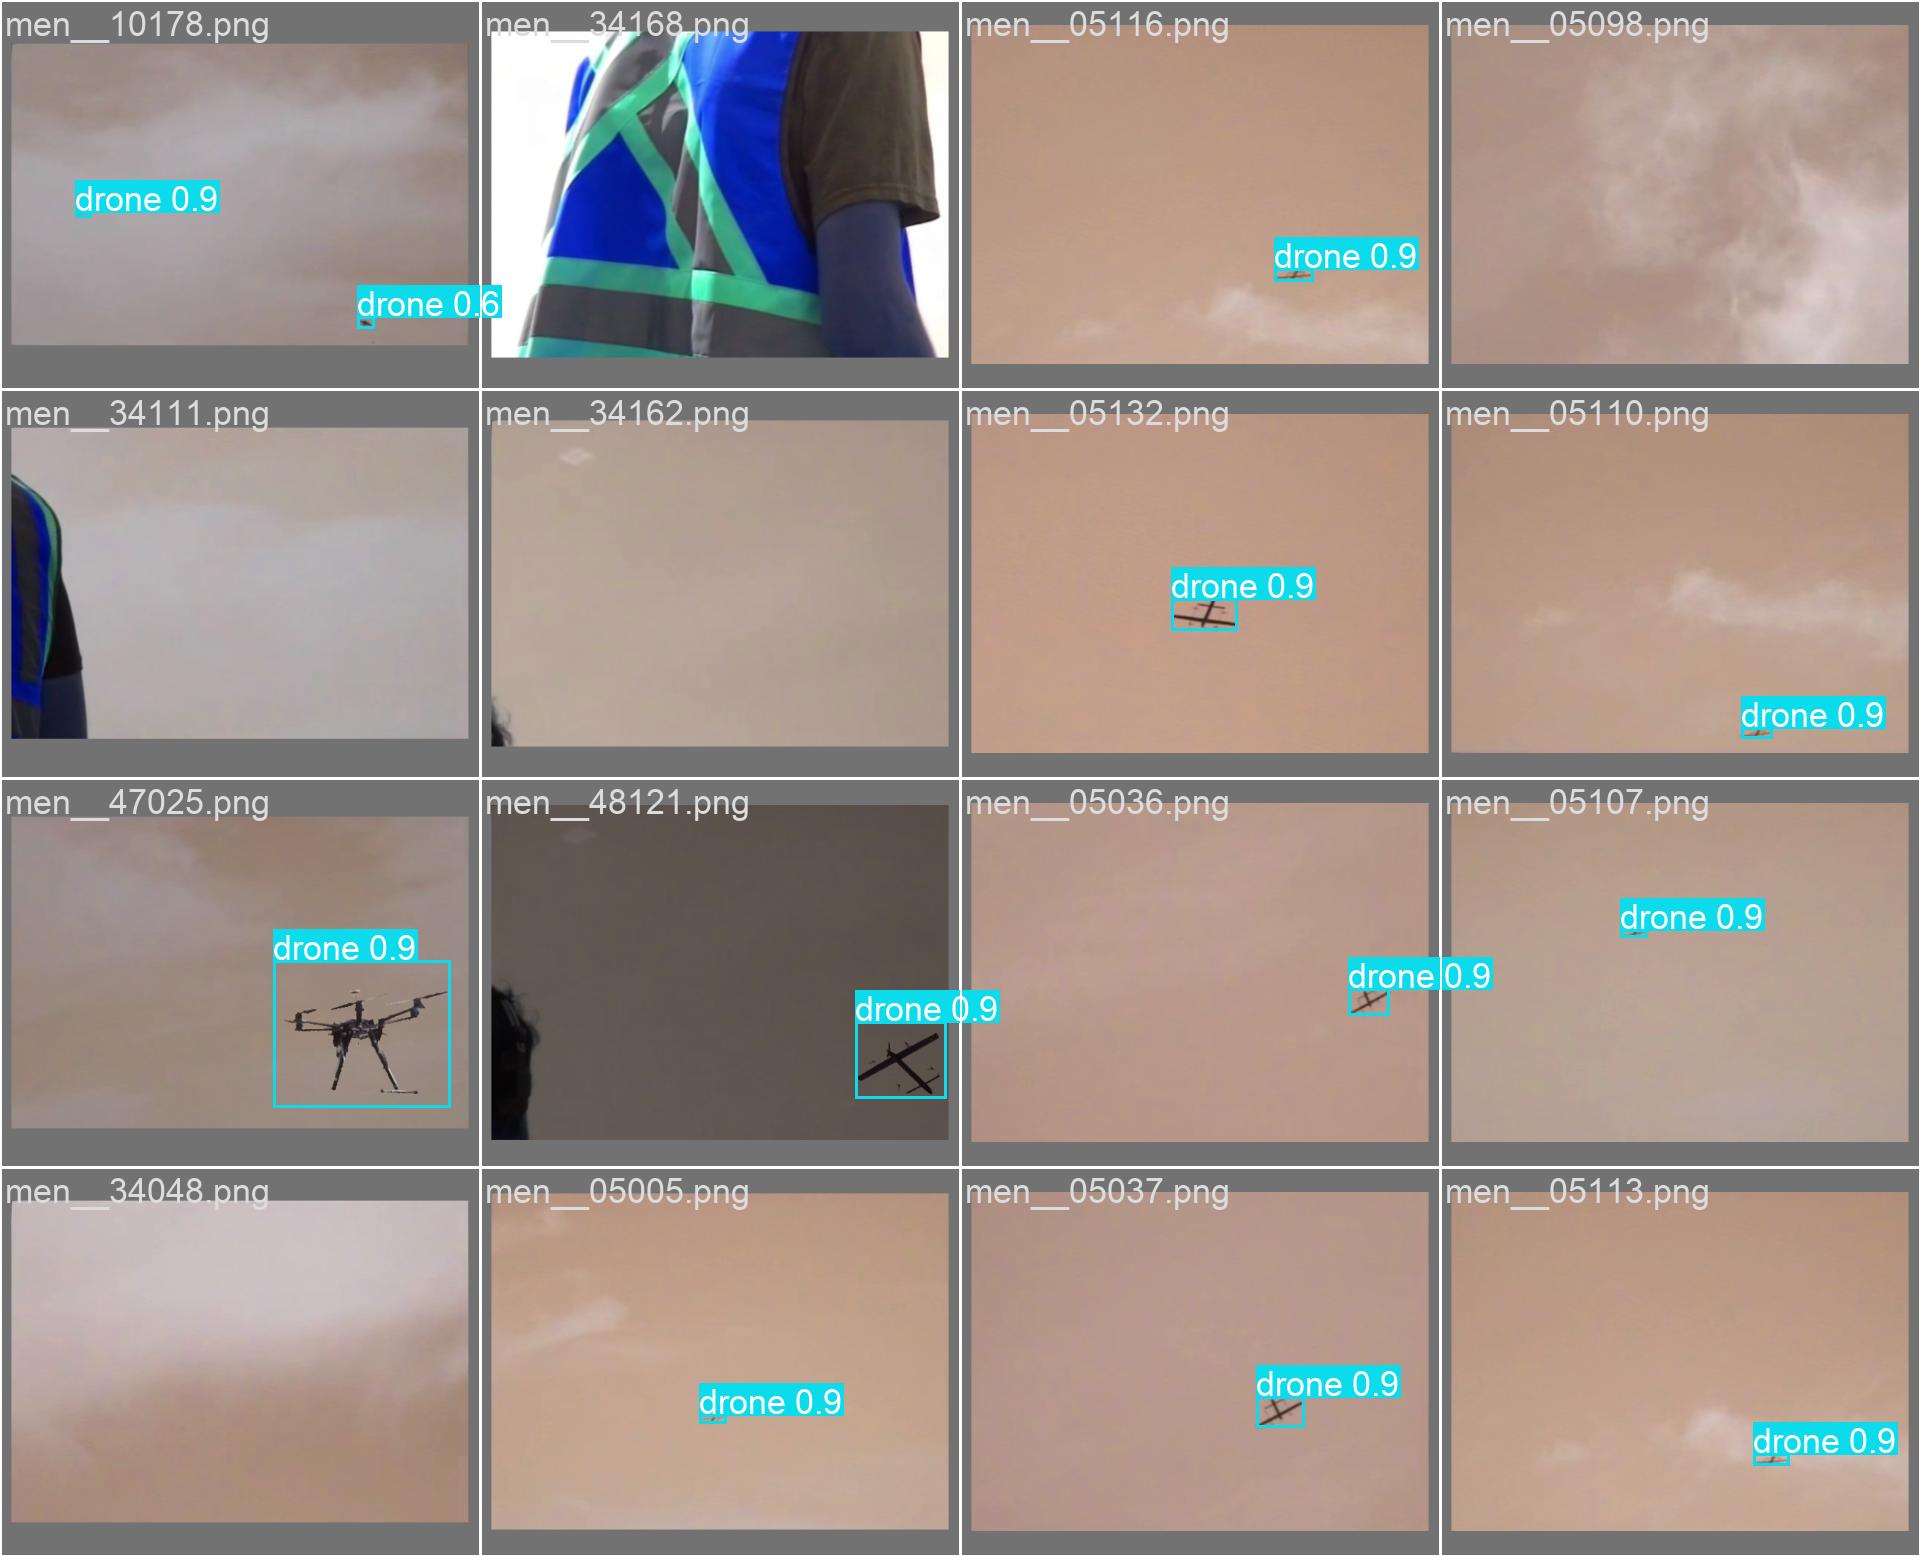 men__10178.png
men__34168.png
men__05116.png
men__05098.png
drone 0.9
drone 0.6
drone 0.9
men__34111.png
men__34162.png
men__05132.png
men__05110.png
drone 0.9
drone 0.9
men__47025.png
men__48121.png
men__05036.png
men__05107.png
drone 0.9
drone 0.9
drone 0.9
drone 0.9
men__34048.png
men__05005.png
men__05037.png
men__05113.png
drone 0.9
drone 0.9
drone 0.9